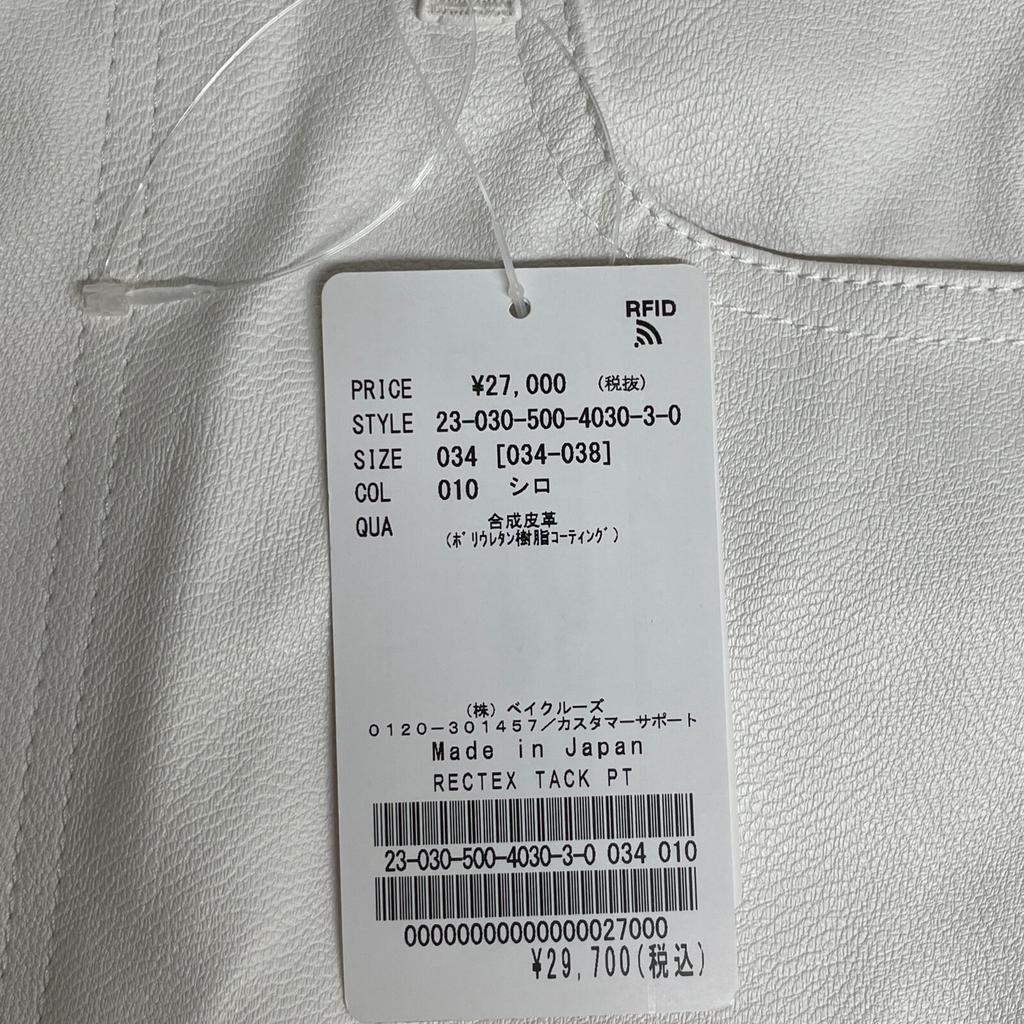 RFID
PRICE ¥27,000 (税抜)
STYLE 23-030-500-4030-3-0
SIZE 034 [034-038]
COL 010 シロ
QUA 合成皮革
(ポリウレタン樹脂コーティング)
(株) ベイクルーズ
0120-301457/カスタマーサポート
Made in Japan
RECTEX TACK PT
23-030-500-4030-3-0 034 010
00000000000000027000
¥29,700(税込)